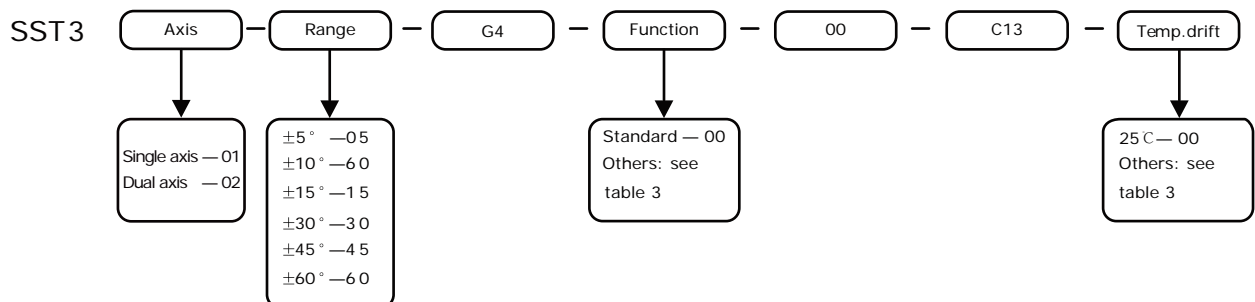 SST3 Axis — Range — G4 — Function — 00 — C13 — Temp.drift
Single axis — 01
Dual axis — 02
±5° —05
±10° —60
±15° —15
±30° —30
±45° —45
±60° —60
Standard — 00
Others: see
table 3
25℃— 00
Others: see
table 3